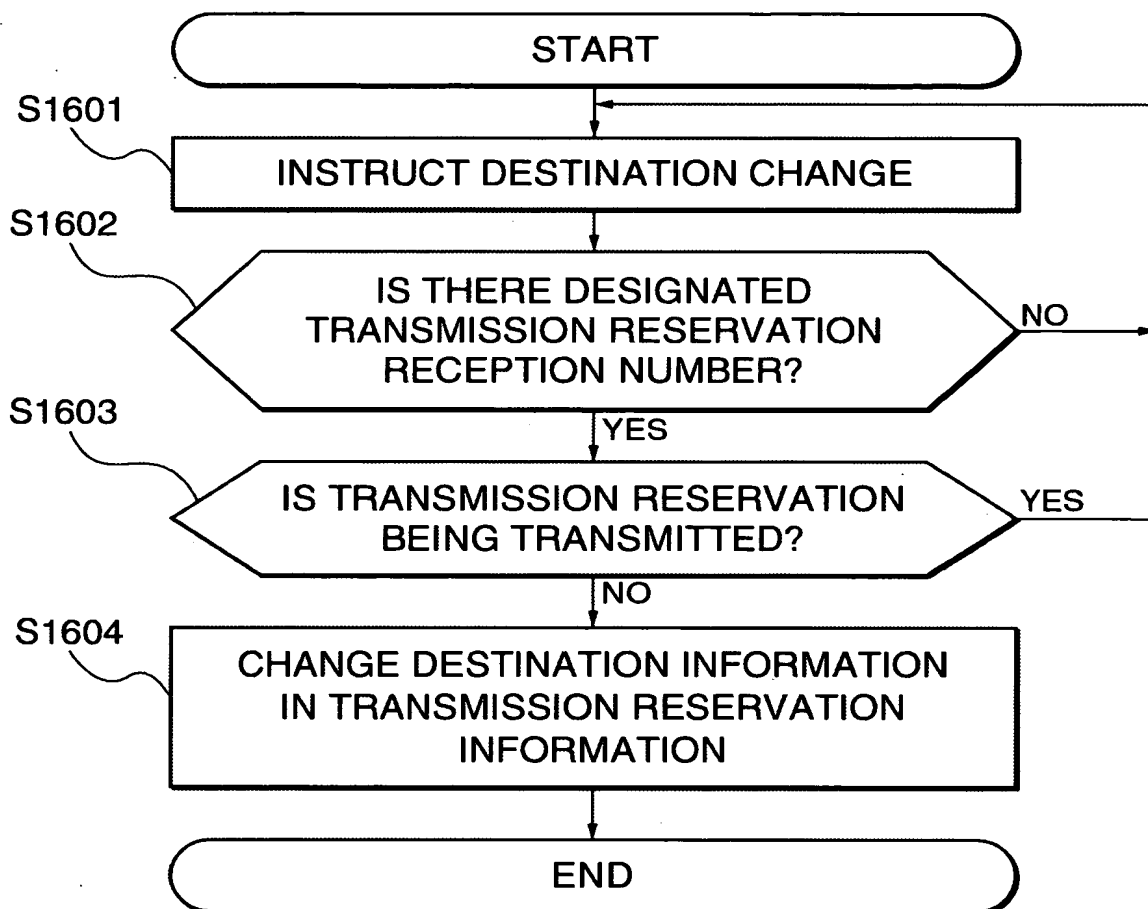 START
S1601
INSTRUCT DESTINATION CHANGE
S1602
IS THERE DESIGNATED
TRANSMISSION RESERVATION
RECEPTION NUMBER?
NO
YES
S1603
IS TRANSMISSION RESERVATION
BEING TRANSMITTED?
YES
NO
S1604
CHANGE DESTINATION INFORMATION
IN TRANSMISSION RESERVATION
INFORMATION
END